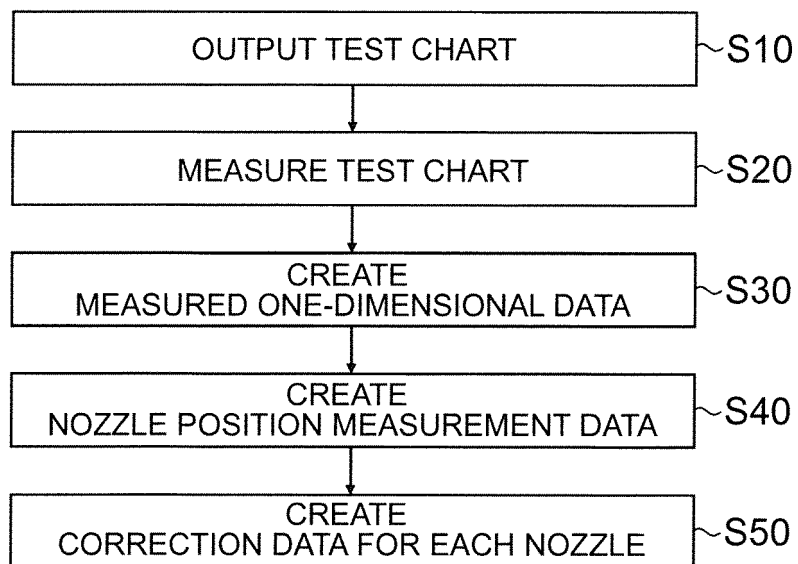 OUTPUT TEST CHART ~S10
MEASURE TEST CHART ~S20
CREATE
MEASURED ONE-DIMENSIONAL DATA ~S30
CREATE
NOZZLE POSITION MEASUREMENT DATA ~S40
CREATE
CORRECTION DATA FOR EACH NOZZLE ~S50